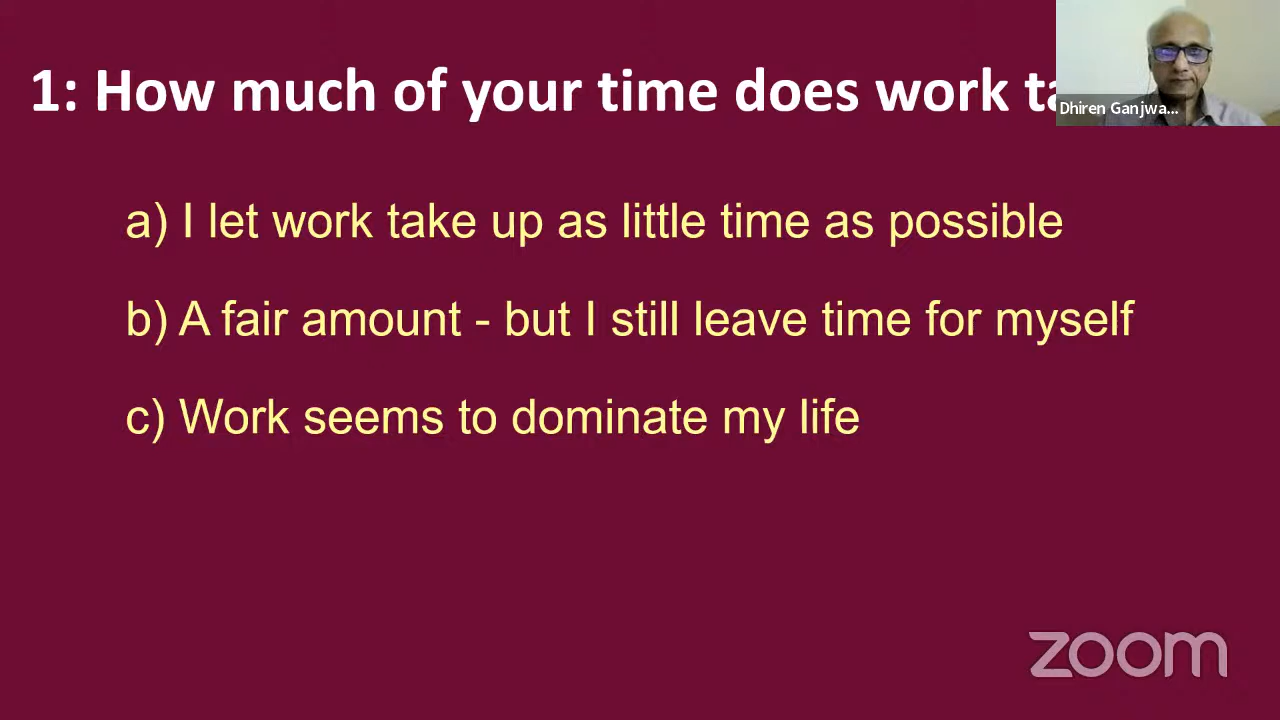 1: How much of your time does work ta
Dhiren Ganjwa...
a) I let work take up as little time as possible
b) A fair amount - but I still leave time for myself
c) Work seems to dominate my life
zoom